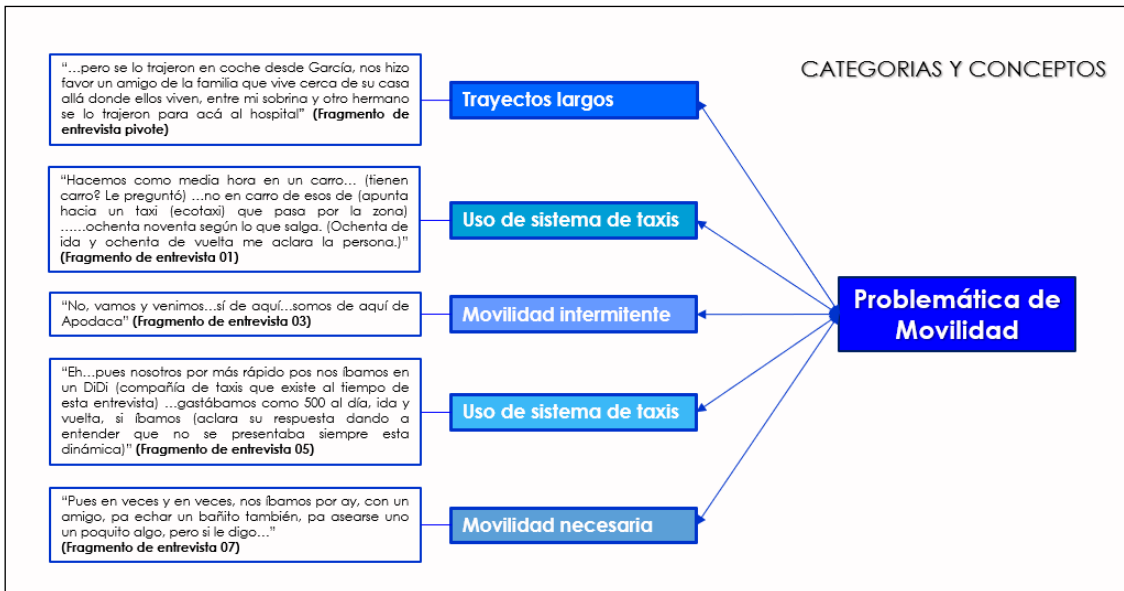 CATEGORIAS Y CONCEPTOS
“...pero se lo trajeron en coche desde García, nos hizo
favor un amigo de la familia que vive cerca de su casa
allá donde ellos viven, entre mi sobrina y otro hermano
se lo trajeron para acá al hospital” (Fragmento de
entrevista pivote)
Trayectos largos
“Hacemos como media hora en un carro... (tienen
carro? Le preguntó) ...no en carro de esos de (apunta
hacia un taxi (ecotaxi) que pasa por la zona)
......ochenta noventa según lo que salga. (Ochenta de
ida y ochenta de vuelta me aclara la persona.)”
(Fragmento de entrevista 01)
Uso de sistema de taxis
“No, vamos y venimos...sí de aquí...somos de aquí de
Apodaca” (Fragmento de entrevista 03)
Movilidad intermitente
“Eh...pues nosotros por más rápido pos nos íbamos en
un DiDi (compañía de taxis que existe al tiempo de
esta entrevista) ...gastábamos como 500 al día, ida y
vuelta, si íbamos (aclara su respuesta dando a
entender que no se presentaba siempre esta
dinámica)” (Fragmento de entrevista 05)
Uso de sistema de taxis
“Pues en veces y en veces, nos íbamos por ay, con un
amigo, pa echar un bañito también, pa asearse uno
un poquito algo, pero si le digo...”
(Fragmento de entrevista 07)
Movilidad necesaria
Problemática de
Movilidad